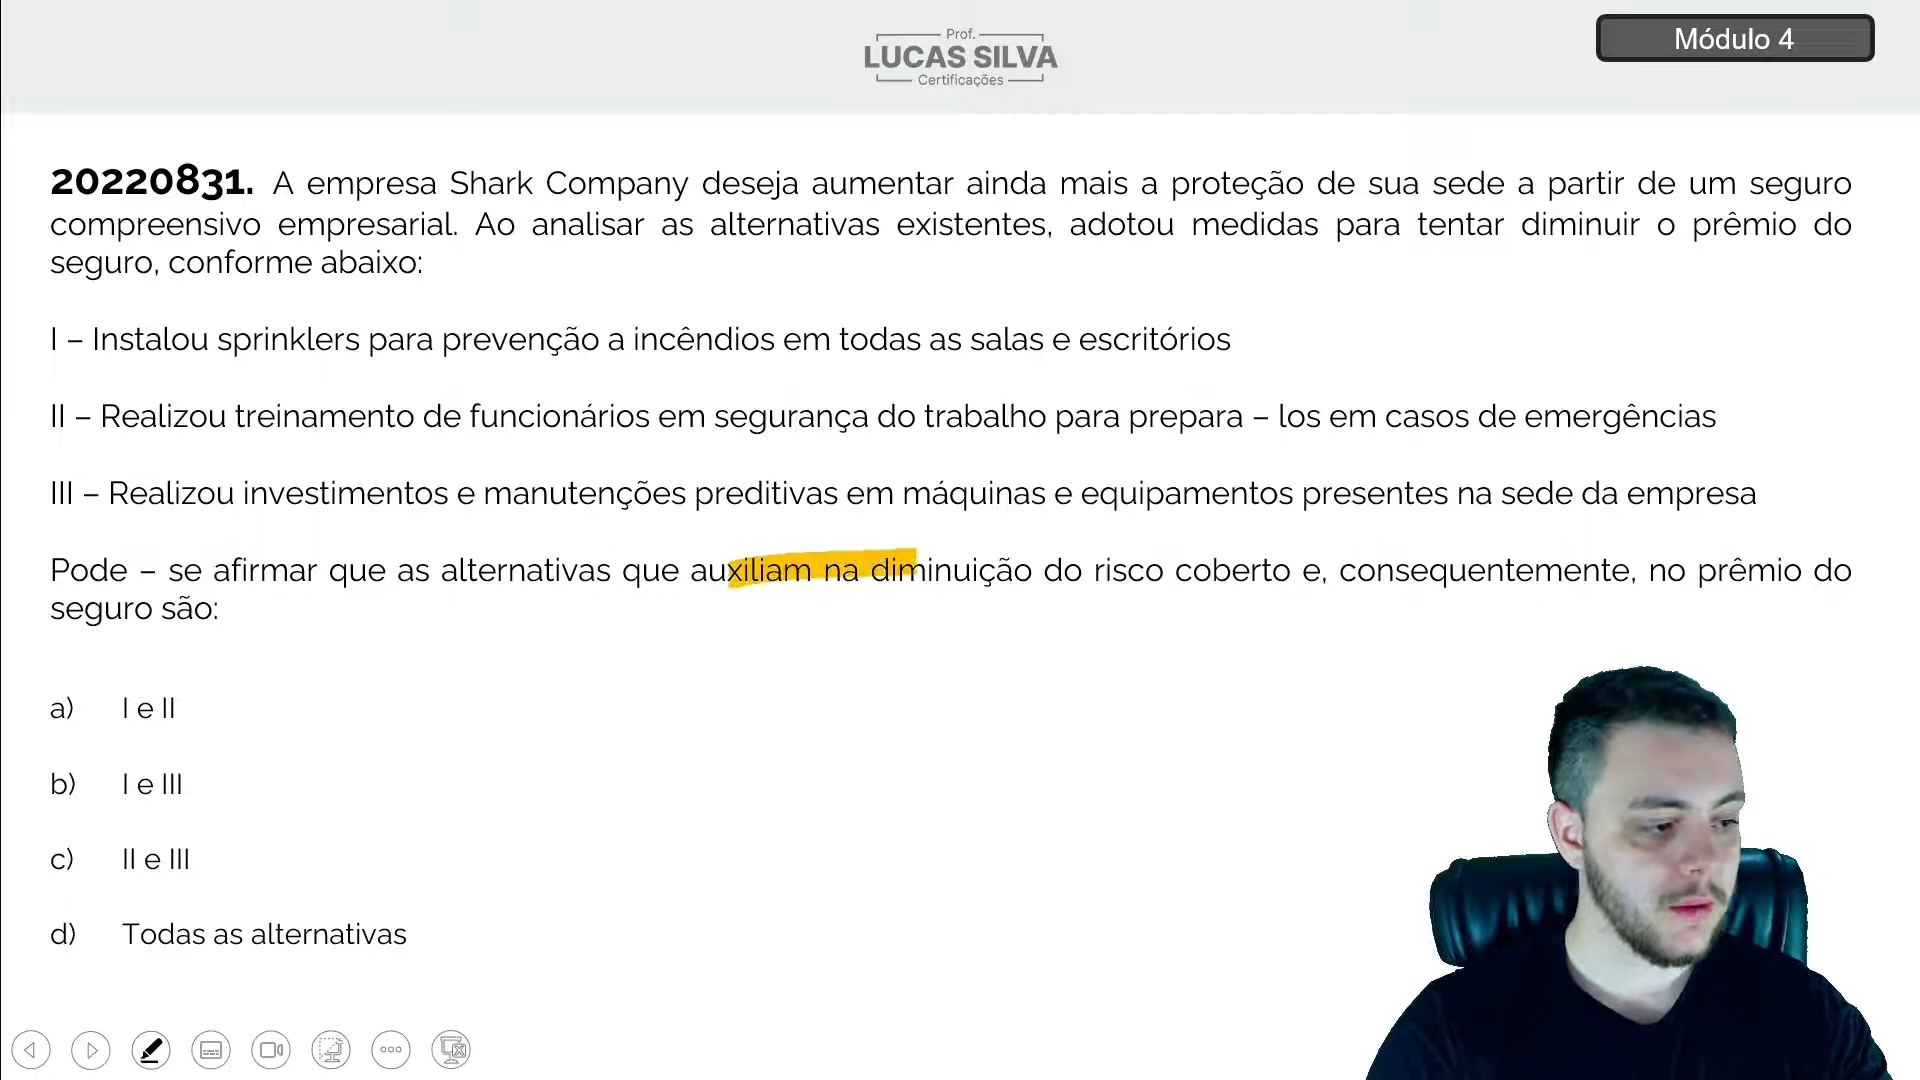 Prof.
LUCAS SILVA
Certificações
Módulo 4
20220831. A empresa Shark Company deseja aumentar ainda mais a proteção de sua sede a partir de um seguro
compreensivo empresarial. Ao analisar as alternativas existentes, adotou medidas para tentar diminuir o prêmio do
seguro, conforme abaixo:
I – Instalou sprinklers para prevenção a incêndios em todas as salas e escritórios
II – Realizou treinamento de funcionários em segurança do trabalho para prepara – los em casos de emergências
III – Realizou investimentos e manutenções preditivas em máquinas e equipamentos presentes na sede da empresa
Pode – se afirmar que as alternativas que auxiliam na diminuição do risco coberto e, consequentemente, no prêmio do
seguro são:
a) I e II
b) I e III
c) II e III
d) Todas as alternativas